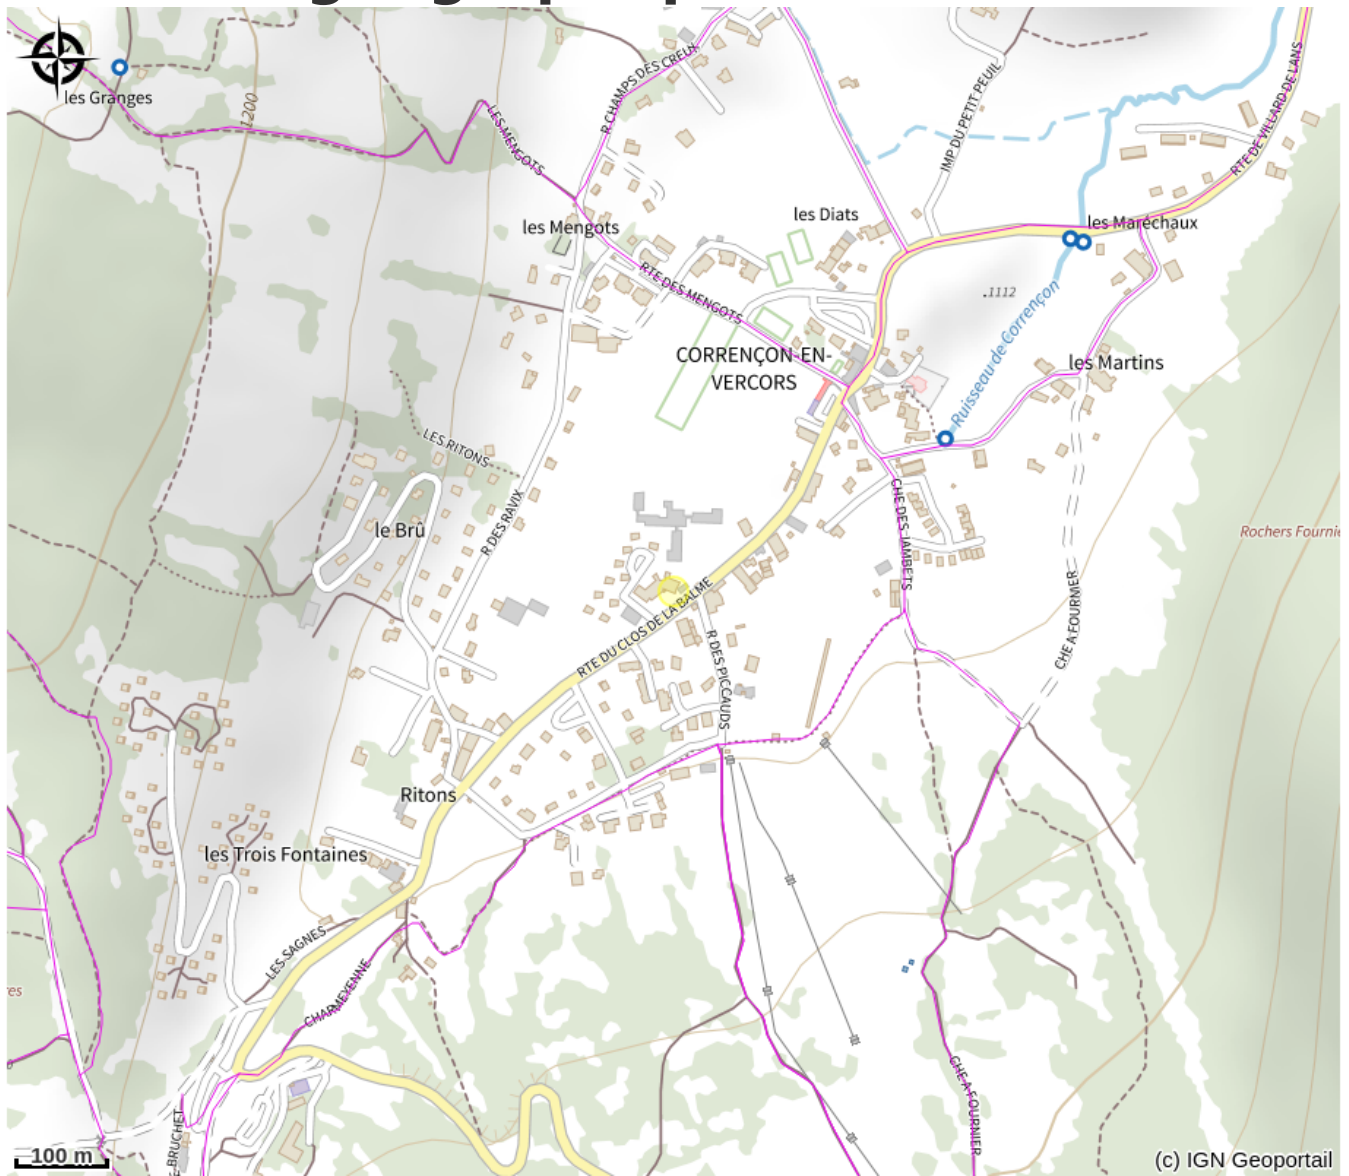 les Granges
1200
R CHAMPS DES CREUX
LES MENGOTS
IMP DU PETIT PEUIL
RTE DE VILLARD DE LANS
les Mengots
les Diats
les Maréchaux
RTE DES MENGOTS
.1112
Ruisseau de Corrençon
CORRENÇON-EN-
VERCORS
les Martins
LES RITONS
le Brû
R DES RAVIX
CHE DES JAMBETS
Rochers Fournie
CHE A FOURNIER
RTE DU CLOS DE LA BALME
R DES PICCAUDS
Ritons
les Trois Fontaines
LES SAGNES
CHARMEYENNE
res
CHE A FOURNIER
E BRUCHET
100 m
(c) IGN Geoportail